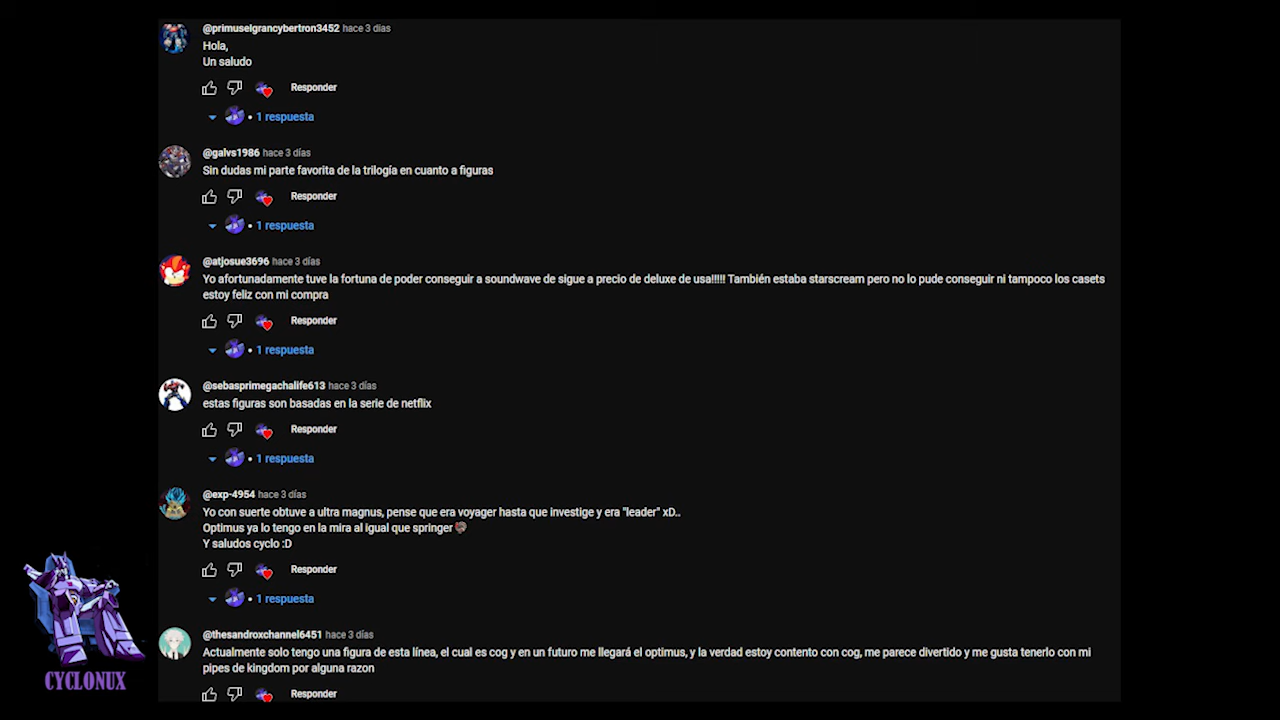 @primuselgrancybertron3452 hace 3 días
Hola,
Un saludo
Responder
1 respuesta
@galvs1986 hace 3 días
Sin dudas mi parte favorita de la trilogía en cuanto a figuras
Responder
1 respuesta
@atjosue3696 hace 3 días
Yo afortunadamente tuve la fortuna de poder conseguir a soundwave de sigue a precio de deluxe de usa!!!!! También estaba starscream pero no lo pude conseguir ni tampoco los casets
estoy feliz con mi compra
Responder
1 respuesta
@sebasprimegachalife613 hace 3 días
estas figuras son basadas en la serie de netflix
Responder
1 respuesta
@exp-4954 hace 3 días
Yo con suerte obtuve a ultra magnus, pense que era voyager hasta que investige y era "leader" xD..
Optimus ya lo tengo en la mira al igual que springer
Y saludos cyclo :D
Responder
1 respuesta
@thesandroxchannel6451 hace 3 días
Actualmente solo tengo una figura de esta línea, el cual es cog y en un futuro me llegará el optimus, y la verdad estoy contento con cog, me parece divertido y me gusta tenerlo con mi
pipes de kingdom por alguna razon
Responder
CYCLONUX